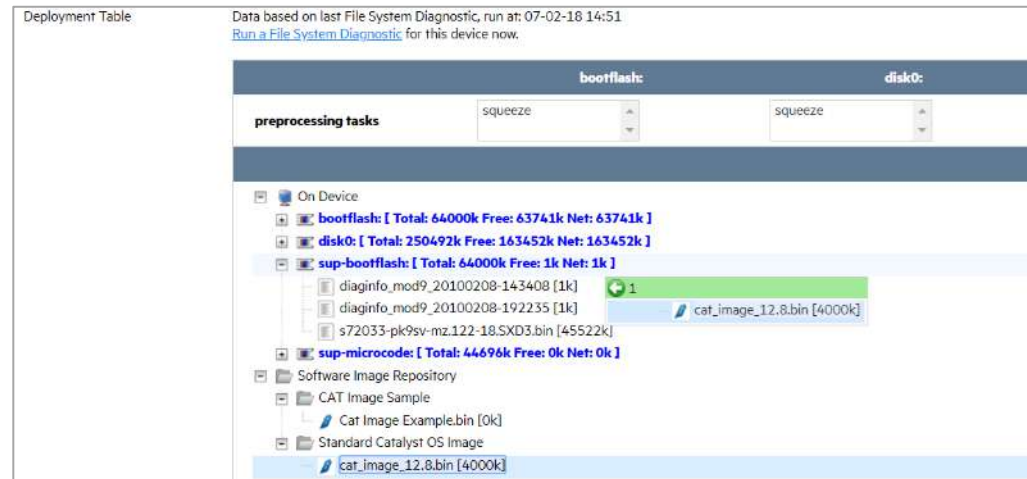 Deployment Table
Data based on last File System Diagnostic, run at: 07-02-18 14:51
Run a File System Diagnostic for this device now.
bootflash: disk0:
preprocessing tasks squeeze squeeze
On Device
bootflash: [ Total: 64000k Free: 63741k Net: 63741k ]
disk0: [ Total: 250492k Free: 163452k Net: 163452k ]
sup-bootflash: [ Total: 64000k Free: 1k Net: 1k ]
diaginfo_mod9_20100208-143408 [1k] 1
diaginfo_mod9_20100208-192235 [1k] cat_image_12.8.bin [4000k]
s72033-pk9sv-mz.122-18.SXD3.bin [45522k]
sup-microcode: [ Total: 44696k Free: 0k Net: 0k ]
Software Image Repository
CAT Image Sample
Cat Image Example.bin [0k]
Standard Catalyst OS Image
cat_image_12.8.bin [4000k]